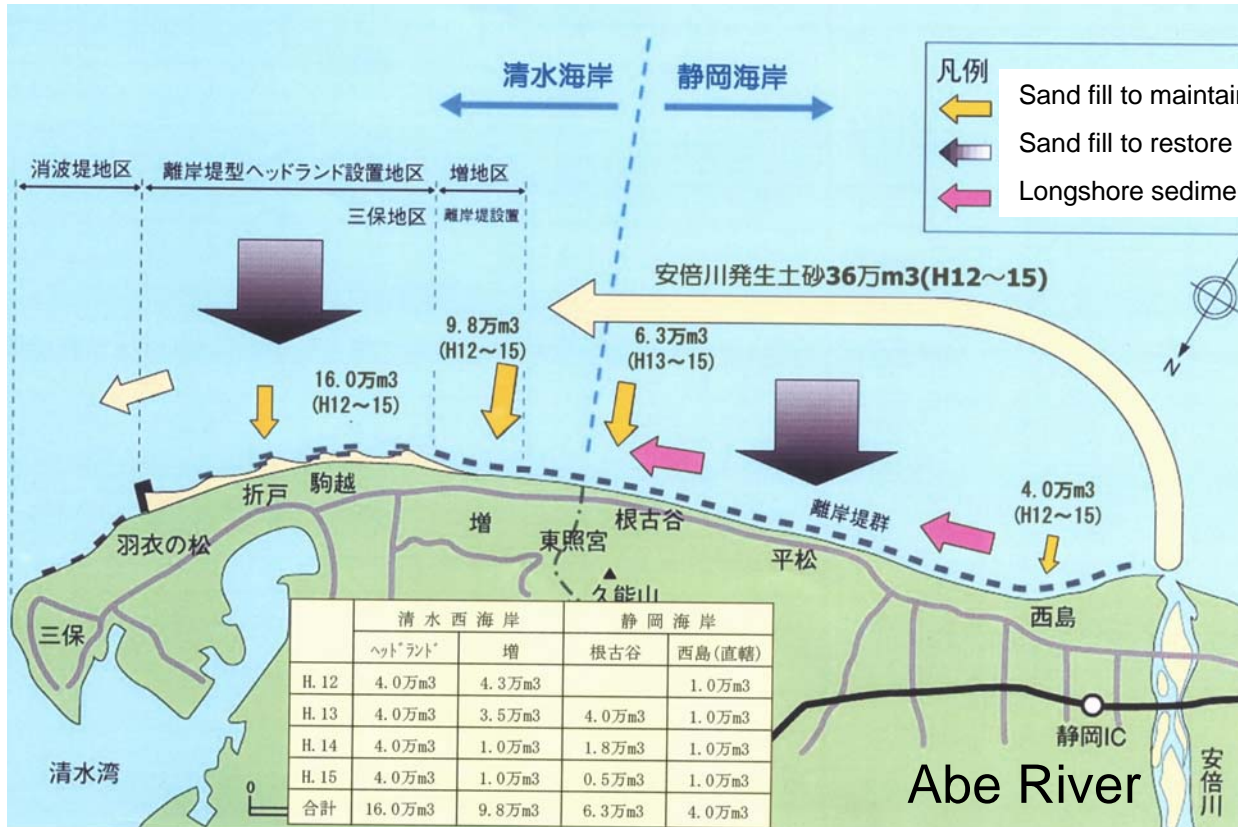 清水海岸 静岡海岸
凡例
Sand fill to maintain
Sand fill to restore
Longshore sedime
消波堤地区 離岸堤型ヘッドランド設置地区 増地区
三保地区 離岸堤設置
安倍川発生土砂36万m3(H12～15)
9.8万m3
(H12～15)
6.3万m3
(H13～15)
16.0万m3
(H12～15)
N
4.0万m3
(H12～15)
離岸堤群
折戸 駒越
羽衣の松
増
東照宮
根古谷
平松
久能山
西島
三保
清水西海岸 静岡海岸
ヘッドランド 増 根古谷 西島(直轄)
H.12 4.0万m3 4.3万m3 1.0万m3
H.13 4.0万m3 3.5万m3 4.0万m3 1.0万m3
H.14 4.0万m3 1.0万m3 1.8万m3 1.0万m3
H.15 4.0万m3 1.0万m3 0.5万m3 1.0万m3
合計 16.0万m3 9.8万m3 6.3万m3 4.0万m3
静岡IC
清水湾
0
Abe River
安倍川